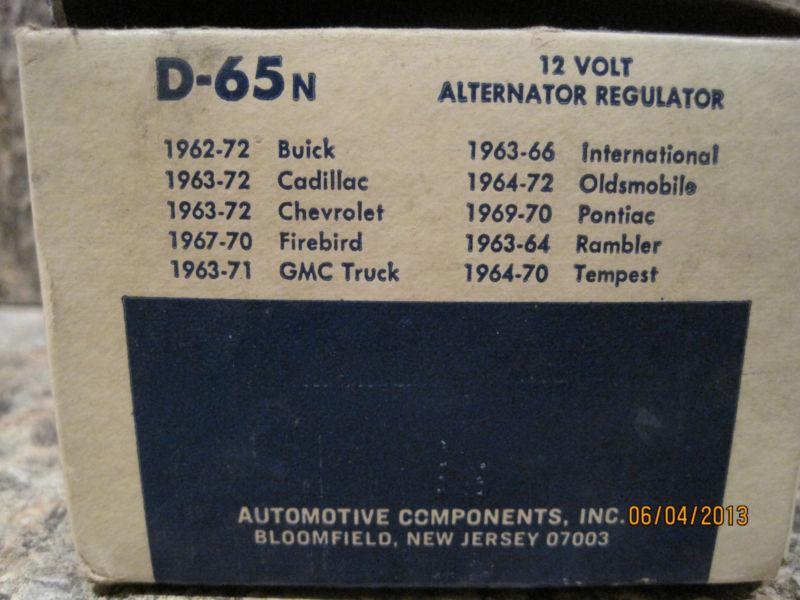 D-65N
12 VOLT
ALTERNATOR REGULATOR
1962-72 Buick
1963-72 Cadillac
1963-72 Chevrolet
1967-70 Firebird
1963-71 GMC Truck
1963-66 International
1964-72 Oldsmobile
1969-70 Pontiac
1963-64 Rambler
1964-70 Tempest
AUTOMOTIVE COMPONENTS, INC.
BLOOMFIELD, NEW JERSEY 07003
06/04/2013